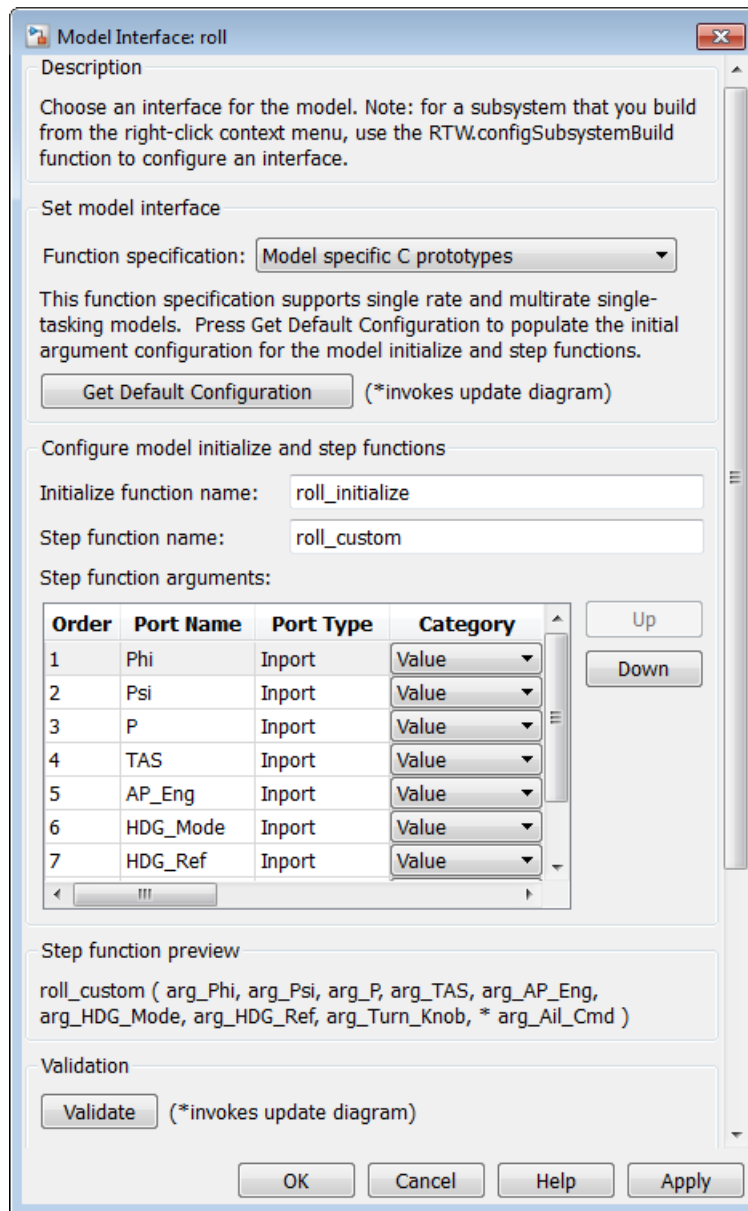 Model Interface: roll
Description
Choose an interface for the model. Note: for a subsystem that you build
from the right-click context menu, use the RTW.configSubsystemBuild
function to configure an interface.
Set model interface
Function specification: Model specific C prototypes
This function specification supports single rate and multirate single-
tasking models. Press Get Default Configuration to populate the initial
argument configuration for the model initialize and step functions.
Get Default Configuration (*invokes update diagram)
Configure model initialize and step functions
Initialize function name: roll_initialize
Step function name: roll_custom
Step function arguments:
Order Port Name Port Type Category Up
1 Phi Inport Value Down
2 Psi Inport Value
3 P Inport Value
4 TAS Inport Value
5 AP_Eng Inport Value
6 HDG_Mode Inport Value
7 HDG_Ref Inport Value
Step function preview
roll_custom ( arg_Phi, arg_Psi, arg_P, arg_TAS, arg_AP_Eng,
arg_HDG_Mode, arg_HDG_Ref, arg_Turn_Knob, * arg_Ail_Cmd )
Validation
Validate (*invokes update diagram)
OK Cancel Help Apply